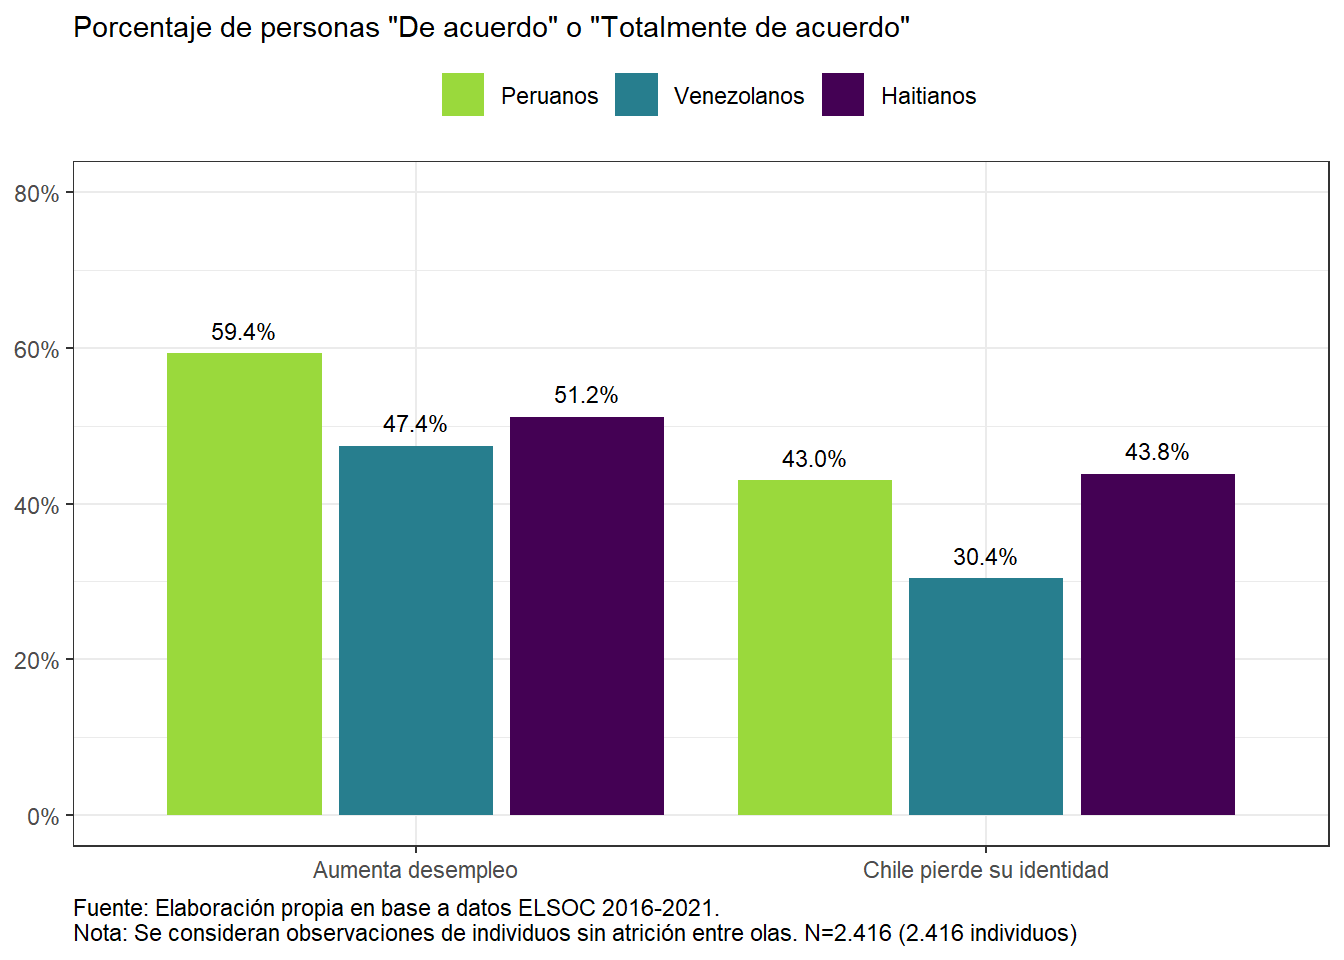 Porcentaje de personas "De acuerdo" o "Totalmente de acuerdo"
Peruanos Venezolanos Haitianos
80%
60%
40%
20%
0%
59.4%
47.4%
51.2%
43.0%
30.4%
43.8%
Aumenta desempleo
Chile pierde su identidad
Fuente: Elaboración propia en base a datos ELSOC 2016-2021.
Nota: Se consideran observaciones de individuos sin atrición entre olas. N=2.416 (2.416 individuos)